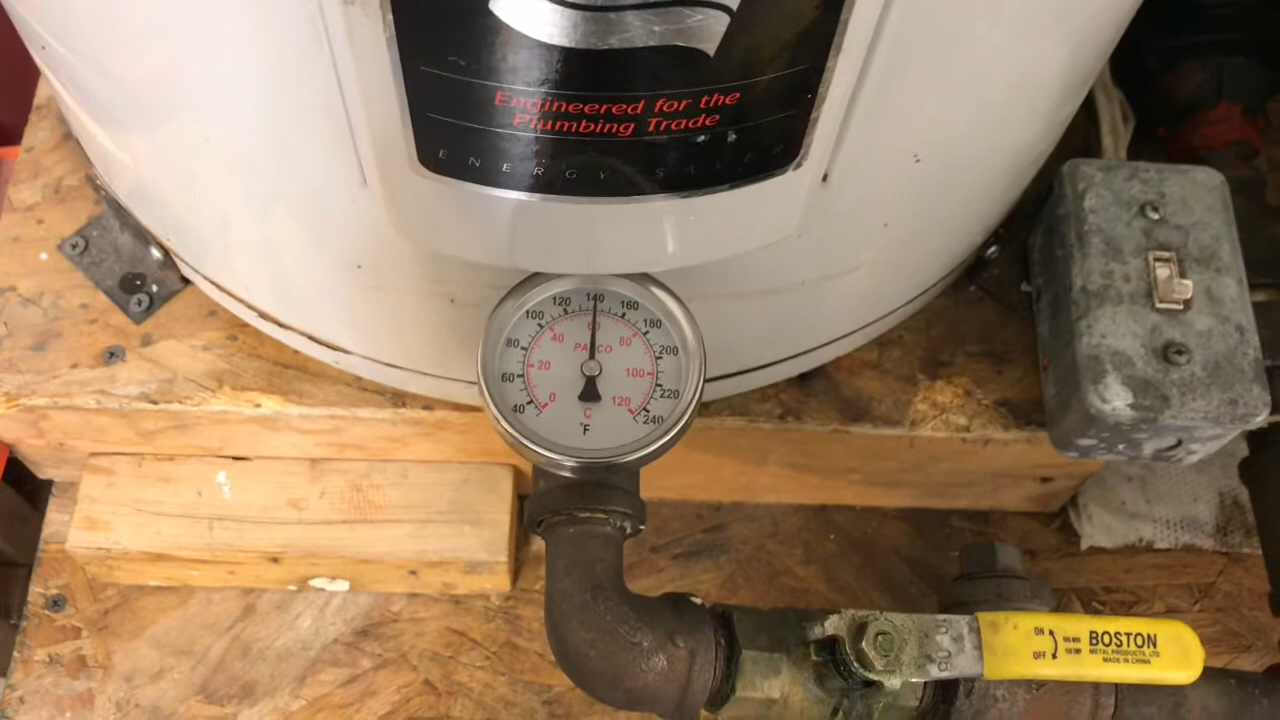 Engineered for the
Plumbing Trade
ENERGY SAVER
120 140 160
100 180
80 200
60 220
40 240
60
40 80
PASCO
20 100
0 120
C
°F
ON
OFF
BOSTON
METAL PRODUCTS, LTD
MADE IN CHINA